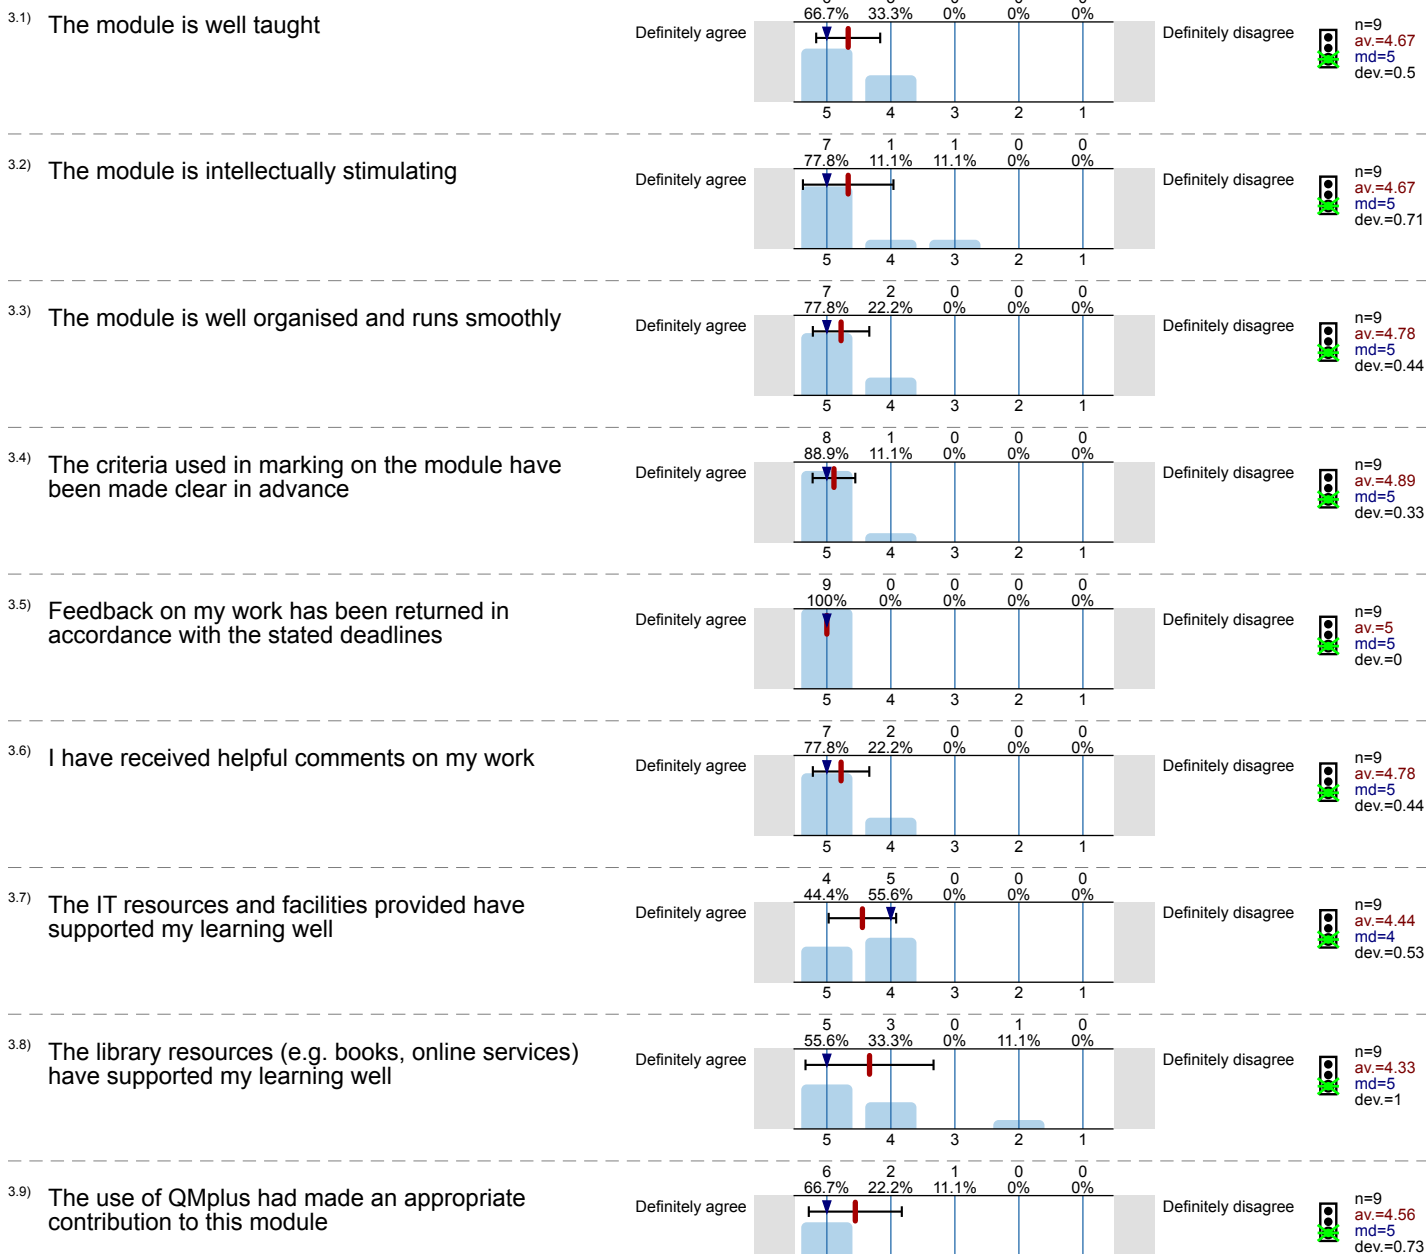 3.1) The module is well taught
66.7% 33.3% 0% 0% 0%
Definitely agree Definitely disagree
n=9
av.=4.67
md=5
dev.=0.5
5 4 3 2 1
3.2) The module is intellectually stimulating
7 1 1 0 0
77.8% 11.1% 11.1% 0% 0%
Definitely agree Definitely disagree
n=9
av.=4.67
md=5
dev.=0.71
5 4 3 2 1
3.3) The module is well organised and runs smoothly
7 2 0 0 0
77.8% 22.2% 0% 0% 0%
Definitely agree Definitely disagree
n=9
av.=4.78
md=5
dev.=0.44
5 4 3 2 1
3.4) The criteria used in marking on the module have
been made clear in advance
8 1 0 0 0
88.9% 11.1% 0% 0% 0%
Definitely agree Definitely disagree
n=9
av.=4.89
md=5
dev.=0.33
5 4 3 2 1
3.5) Feedback on my work has been returned in
accordance with the stated deadlines
9 0 0 0 0
100% 0% 0% 0% 0%
Definitely agree Definitely disagree
n=9
av.=5
md=5
dev.=0
5 4 3 2 1
3.6) I have received helpful comments on my work
7 2 0 0 0
77.8% 22.2% 0% 0% 0%
Definitely agree Definitely disagree
n=9
av.=4.78
md=5
dev.=0.44
5 4 3 2 1
3.7) The IT resources and facilities provided have
supported my learning well
4 5 0 0 0
44.4% 55.6% 0% 0% 0%
Definitely agree Definitely disagree
n=9
av.=4.44
md=4
dev.=0.53
5 4 3 2 1
3.8) The library resources (e.g. books, online services)
have supported my learning well
5 3 0 1 0
55.6% 33.3% 0% 11.1% 0%
Definitely agree Definitely disagree
n=9
av.=4.33
md=5
dev.=1
5 4 3 2 1
3.9) The use of QMplus had made an appropriate
contribution to this module
6 2 1 0 0
66.7% 22.2% 11.1% 0% 0%
Definitely agree Definitely disagree
n=9
av.=4.56
md=5
dev.=0.73